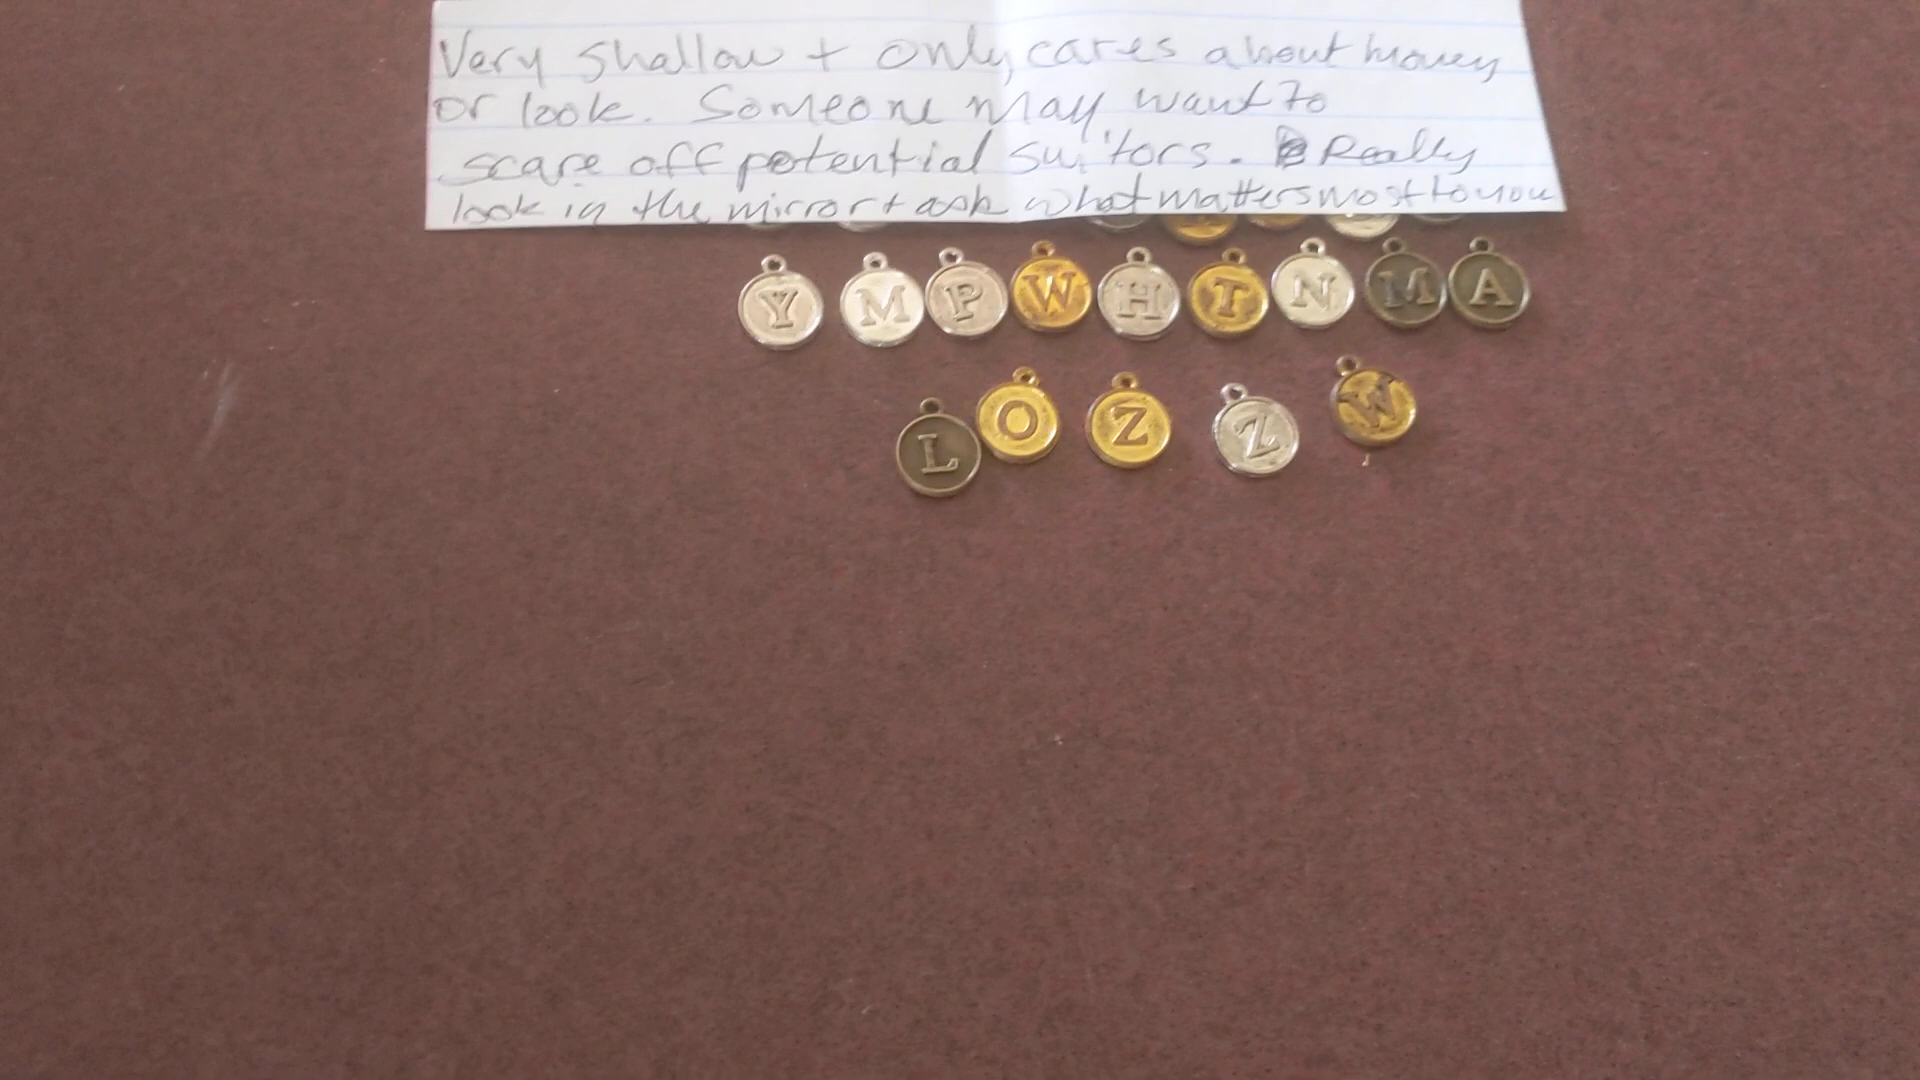 Very shallow + only cares about money
or look. Someone may want to
scare off potential suitors. Really
look in the mirror + ask what matters most to you
Y M P W H T N M A
L O Z Z W